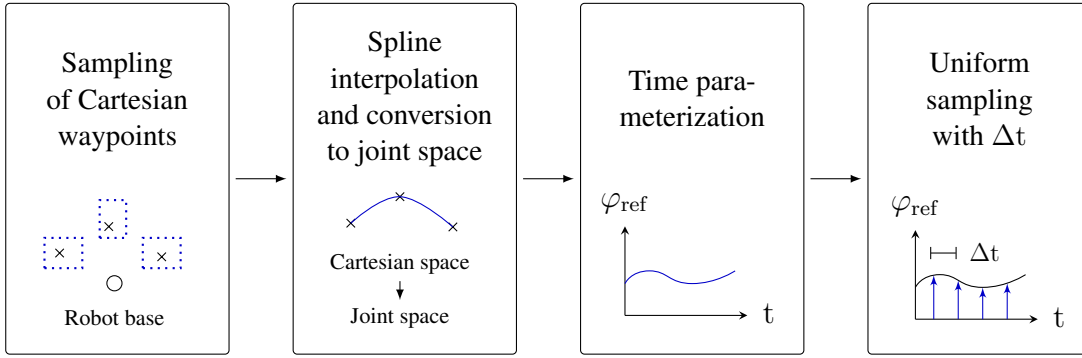 Sampling
of Cartesian
waypoints
Robot base
Spline
interpolation
and conversion
to joint space
Cartesian space
Joint space
Time para-
meterization
φref
t
Uniform
sampling
with Δt
φref
Δt
t